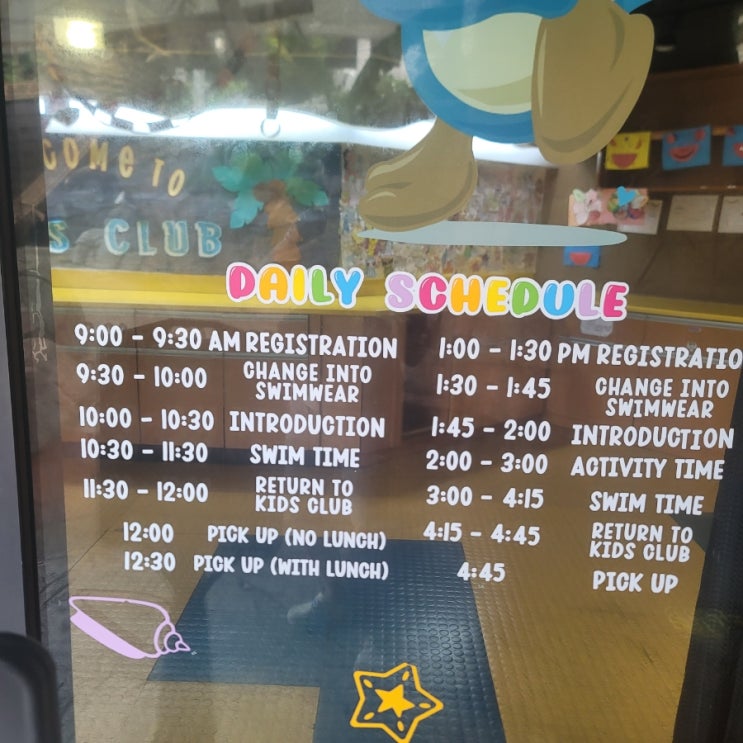 COME TO
S CLUB
DAILY SCHEDULE
9:00 - 9:30 AM REGISTRATION
9:30 - 10:00 CHANGE INTO
SWIMWEAR
10:00 - 10:30 INTRODUCTION
10:30 - 11:30 SWIM TIME
11:30 - 12:00 RETURN TO
KIDS CLUB
12:00 PICK UP (NO LUNCH)
12:30 PICK UP (WITH LUNCH)
1:00 - 1:30 PM REGISTRATIO
1:30 - 1:45 CHANGE INTO
SWIMWEAR
1:45 - 2:00 INTRODUCTION
2:00 - 3:00 ACTIVITY TIME
3:00 - 4:15 SWIM TIME
4:15 - 4:45 RETURN TO
KIDS CLUB
4:45 PICK UP